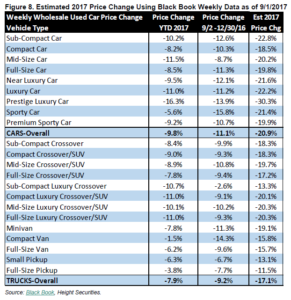 Figure 8. Estimated 2017 Price Change Using Black Book Weekly Data as of 9/1/2017
Weekly Wholesale Used Car Price Change Price Change Price Change Est 2017
Vehicle Type YTD 2017 9/2 -12/30/16 Price Chg
Sub-Compact Car -10.2% -12.6% -22.8%
Compact Car -8.2% -10.3% -18.5%
Mid-Size Car -11.5% -8.7% -20.2%
Full-Size Car -8.5% -11.3% -19.8%
Near Luxury Car -9.5% -12.1% -21.6%
Luxury Car -11.0% -11.2% -22.2%
Prestige Luxury Car -16.3% -13.9% -30.3%
Sporty Car -5.6% -15.8% -21.4%
Premium Sporty Car -9.2% -10.7% -19.9%
CARS-Overall -9.8% -11.1% -20.9%
Sub-Compact Crossover -8.4% -9.9% -18.3%
Compact Crossover/SUV -9.0% -9.3% -18.3%
Mid-Size Crossover/SUV -8.9% -10.8% -19.7%
Full-Size Crossover/SUV -7.8% -9.4% -17.2%
Sub-Compact Luxury Crossover -10.7% -2.6% -13.3%
Compact Luxury Crossover/SUV -11.0% -9.1% -20.1%
Mid-Size Luxury Crossover/SUV -10.1% -10.2% -20.3%
Full-Size Luxury Crossover/SUV -11.0% -9.3% -20.3%
Minivan -7.8% -11.3% -19.1%
Compact Van -1.5% -14.3% -15.8%
Full-Size Van -6.2% -9.6% -15.7%
Small Pickup -6.3% -6.7% -13.1%
Full-Size Pickup -3.8% -7.7% -11.5%
TRUCKS-Overall -7.9% -9.2% -17.1%
Source: Black Book, Height Securities.